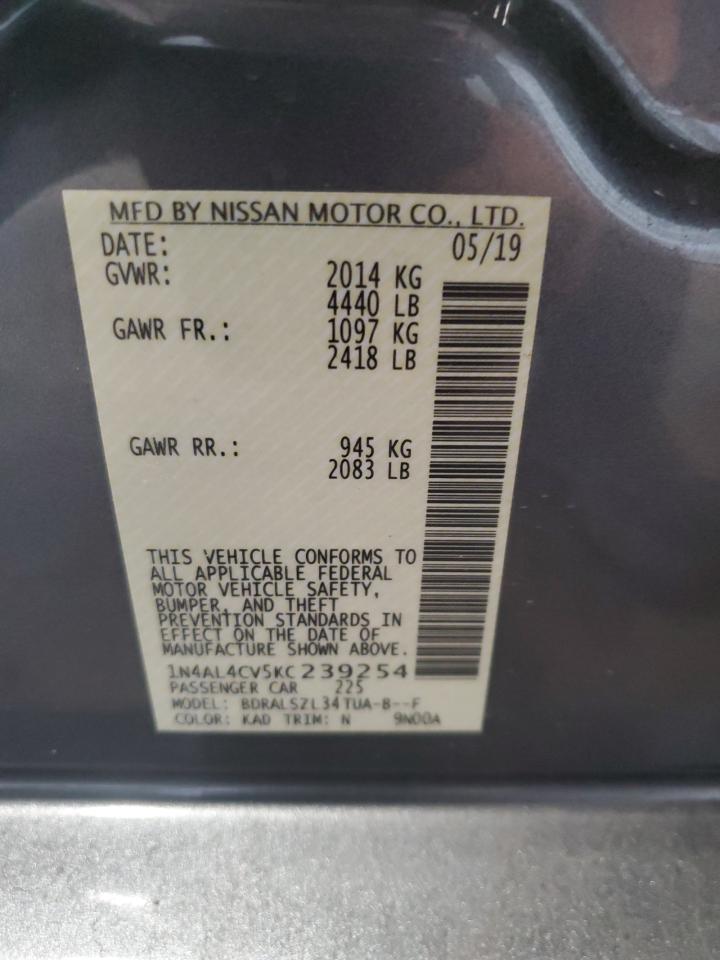 MFD BY NISSAN MOTOR CO., LTD.
DATE: 05/19
GVWR: 2014 KG
4440 LB
GAWR FR.: 1097 KG
2418 LB
GAWR RR.: 945 KG
2083 LB
THIS VEHICLE CONFORMS TO
ALL APPLICABLE FEDERAL
MOTOR VEHICLE SAFETY,
BUMPER, AND THEFT
PREVENTION STANDARDS IN
EFFECT ON THE DATE OF
MANUFACTURE SHOWN ABOVE.
1N4AL4CV5KC239254
PASSENGER CAR 225
MODEL: BDRALSZL34TUA-B--F
COLOR: KAD TRIM: N 9N00A